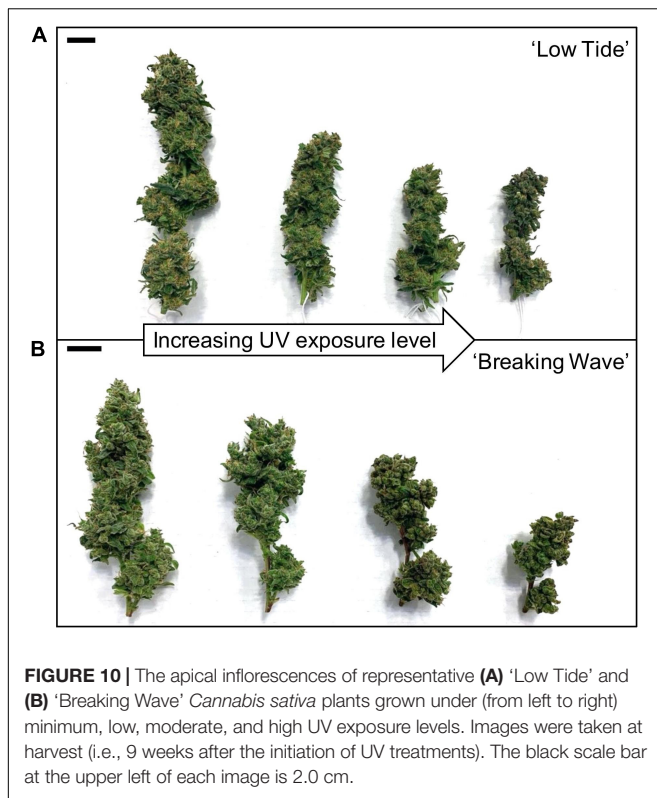 A
'Low Tide'
Increasing UV exposure level
B
'Breaking Wave'
FIGURE 10 | The apical inflorescences of representative (A) 'Low Tide' and
(B) 'Breaking Wave' Cannabis sativa plants grown under (from left to right)
minimum, low, moderate, and high UV exposure levels. Images were taken at
harvest (i.e., 9 weeks after the initiation of UV treatments). The black scale bar
at the upper left of each image is 2.0 cm.